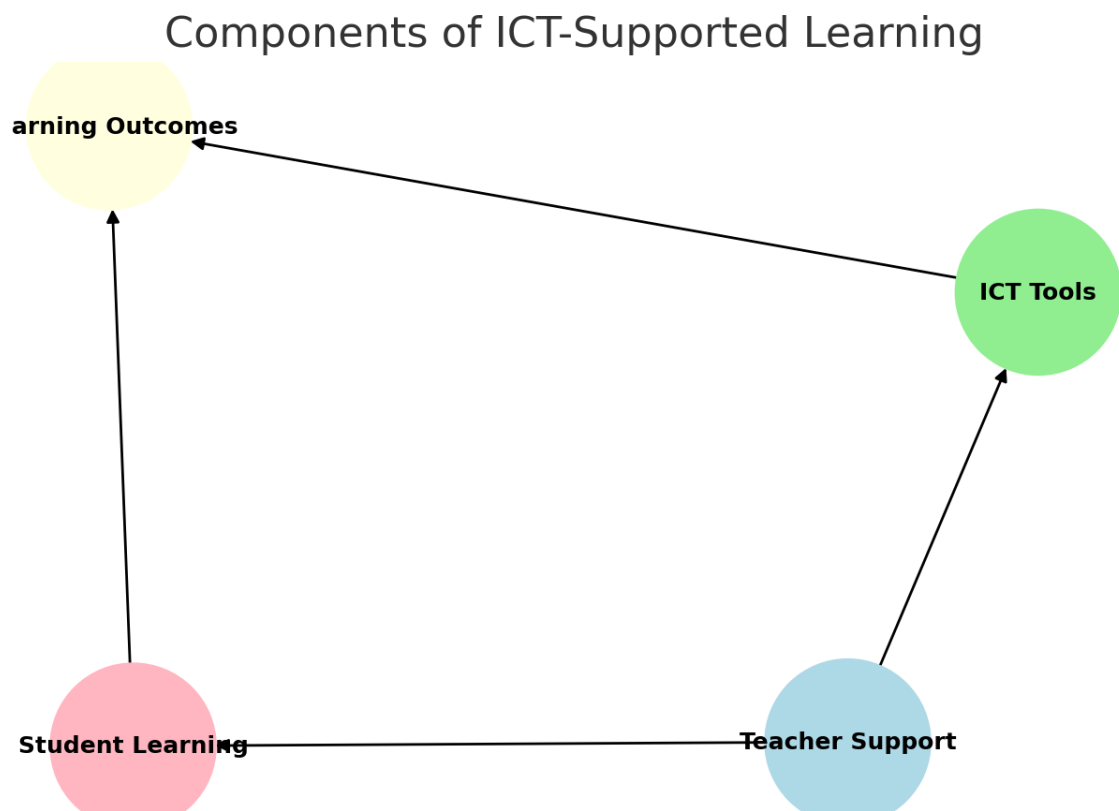 Components of ICT-Supported Learning
arning Outcomes
ICT Tools
Student Learning
Teacher Support